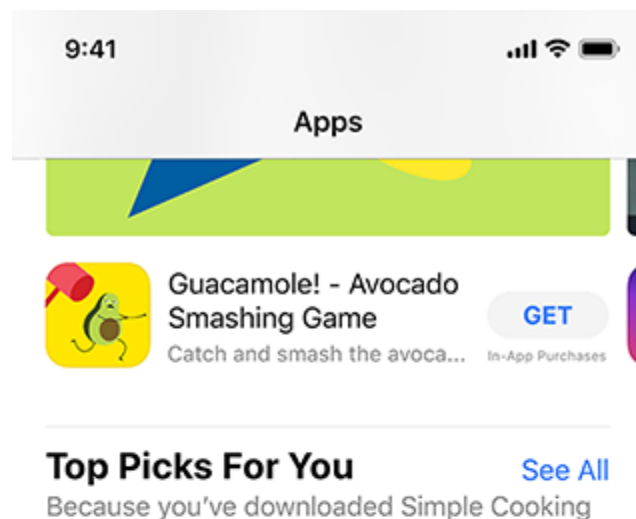 9:41
Apps
Guacamole! - Avocado
Smashing Game
Catch and smash the avoca...
GET
In-App Purchases
Top Picks For You
See All
Because you've downloaded Simple Cooking